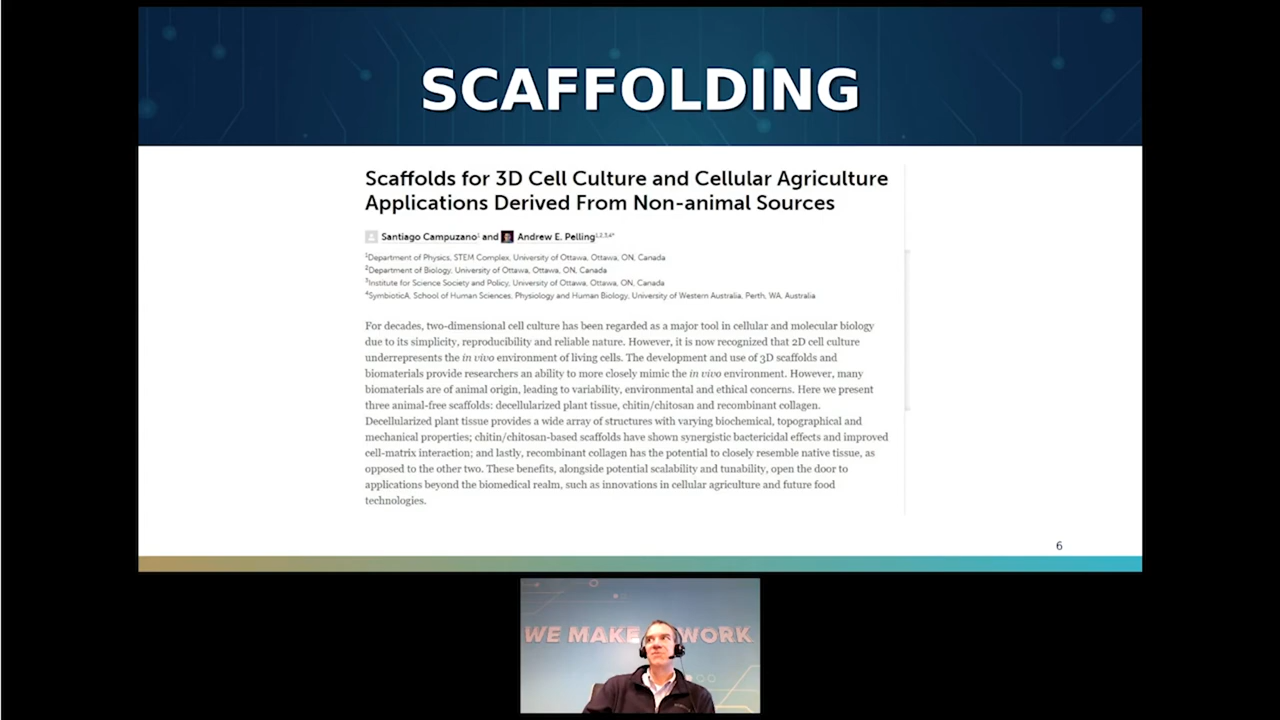 SCAFFOLDING
Scaffolds for 3D Cell Culture and Cellular Agriculture
Applications Derived From Non-animal Sources
Santiago Campuzano1 and Andrew E. Pelling1,2,3,4*
1Department of Physics, STEM Complex, University of Ottawa, Ottawa, ON, Canada
2Department of Biology, University of Ottawa, Ottawa, ON, Canada
3Institute for Science Society and Policy, University of Ottawa, Ottawa, ON, Canada
4SymbioticA, School of Human Sciences, Physiology and Human Biology, University of Western Australia, Perth, WA, Australia
For decades, two-dimensional cell culture has been regarded as a major tool in cellular and molecular biology
due to its simplicity, reproducibility and reliable nature. However, it is now recognized that 2D cell culture
underrepresents the in vivo environment of living cells. The development and use of 3D scaffolds and
biomaterials provide researchers an ability to more closely mimic the in vivo environment. However, many
biomaterials are of animal origin, leading to variability, environmental and ethical concerns. Here we present
three animal-free scaffolds: decellularized plant tissue, chitin/chitosan and recombinant collagen.
Decellularized plant tissue provides a wide array of structures with varying biochemical, topographical and
mechanical properties; chitin/chitosan-based scaffolds have shown synergistic bactericidal effects and improved
cell-matrix interaction; and lastly, recombinant collagen has the potential to closely resemble native tissue, as
opposed to the other two. These benefits, alongside potential scalability and tunability, open the door to
applications beyond the biomedical realm, such as innovations in cellular agriculture and future food
technologies.
6
WE MAKE WORK